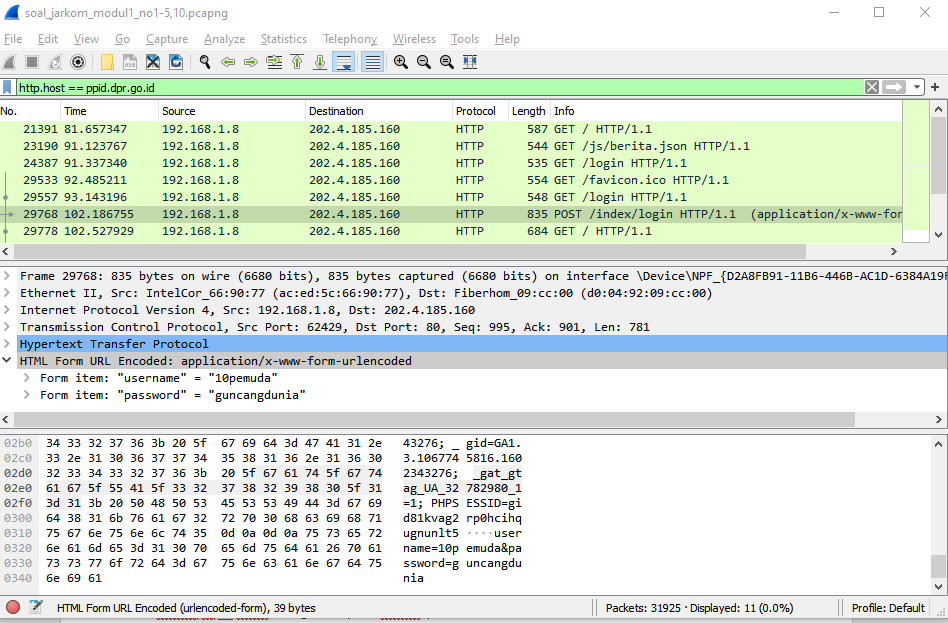 soal_jarkom_modul1_no1-5,10.pcapng
File Edit View Go Capture Analyze Statistics Telephony Wireless Tools Help
http.host == ppid.dpr.go.id
No. Time Source Destination Protocol Length Info
21391 81.657347 192.168.1.8 202.4.185.160 HTTP 587 GET / HTTP/1.1
23190 91.123767 192.168.1.8 202.4.185.160 HTTP 544 GET /js/berita.json HTTP/1.1
24387 91.337340 192.168.1.8 202.4.185.160 HTTP 535 GET /login HTTP/1.1
29533 92.485211 192.168.1.8 202.4.185.160 HTTP 554 GET /favicon.ico HTTP/1.1
29557 93.143196 192.168.1.8 202.4.185.160 HTTP 548 GET /login HTTP/1.1
29768 102.186755 192.168.1.8 202.4.185.160 HTTP 835 POST /index/login HTTP/1.1 (application/x-www-for
29778 102.527929 192.168.1.8 202.4.185.160 HTTP 684 GET / HTTP/1.1
Frame 29768: 835 bytes on wire (6680 bits), 835 bytes captured (6680 bits) on interface \Device\NPF_{D2A8FB91-11B6-446B-AC1D-6384A19F
Ethernet II, Src: IntelCor_66:90:77 (ac:ed:5c:66:90:77), Dst: Fiberhom_09:cc:00 (d0:04:92:09:cc:00)
Internet Protocol Version 4, Src: 192.168.1.8, Dst: 202.4.185.160
Transmission Control Protocol, Src Port: 62429, Dst Port: 80, Seq: 995, Ack: 901, Len: 781
Hypertext Transfer Protocol
HTML Form URL Encoded: application/x-www-form-urlencoded
Form item: "username" = "10pemuda"
Form item: "password" = "guncangdunia"
02b0 34 33 32 37 36 3b 20 5f 67 69 64 3d 47 41 31 2e 43276; _ gid=GA1.
02c0 33 2e 31 30 36 37 37 34 35 38 31 36 2e 31 36 30 3.106774 5816.160
02d0 32 33 34 33 32 37 36 3b 20 5f 67 61 74 5f 67 74 2343276; _gat_gt
02e0 61 67 5f 55 41 5f 33 32 37 38 32 39 38 30 5f 31 ag_UA_32 782980_1
02f0 3d 31 3b 20 50 48 50 53 45 53 53 49 44 3d 67 69 =1; PHPS ESSID=gi
0300 64 38 31 6b 76 61 67 32 72 70 30 68 63 69 68 71 d81kvag2 rp0hcihq
0310 75 67 6e 75 6e 6c 74 35 0d 0a 0d 0a 75 73 65 72 ugnunlt5 ····user
0320 6e 61 6d 65 3d 31 30 70 65 6d 75 64 61 26 70 61 name=10p emuda&pa
0330 73 73 77 6f 72 64 3d 67 75 6e 63 61 6e 67 64 75 ssword=g uncangdu
0340 6e 69 61 nia
HTML Form URL Encoded (urlencoded-form), 39 bytes Packets: 31925 · Displayed: 11 (0.0%) Profile: Default